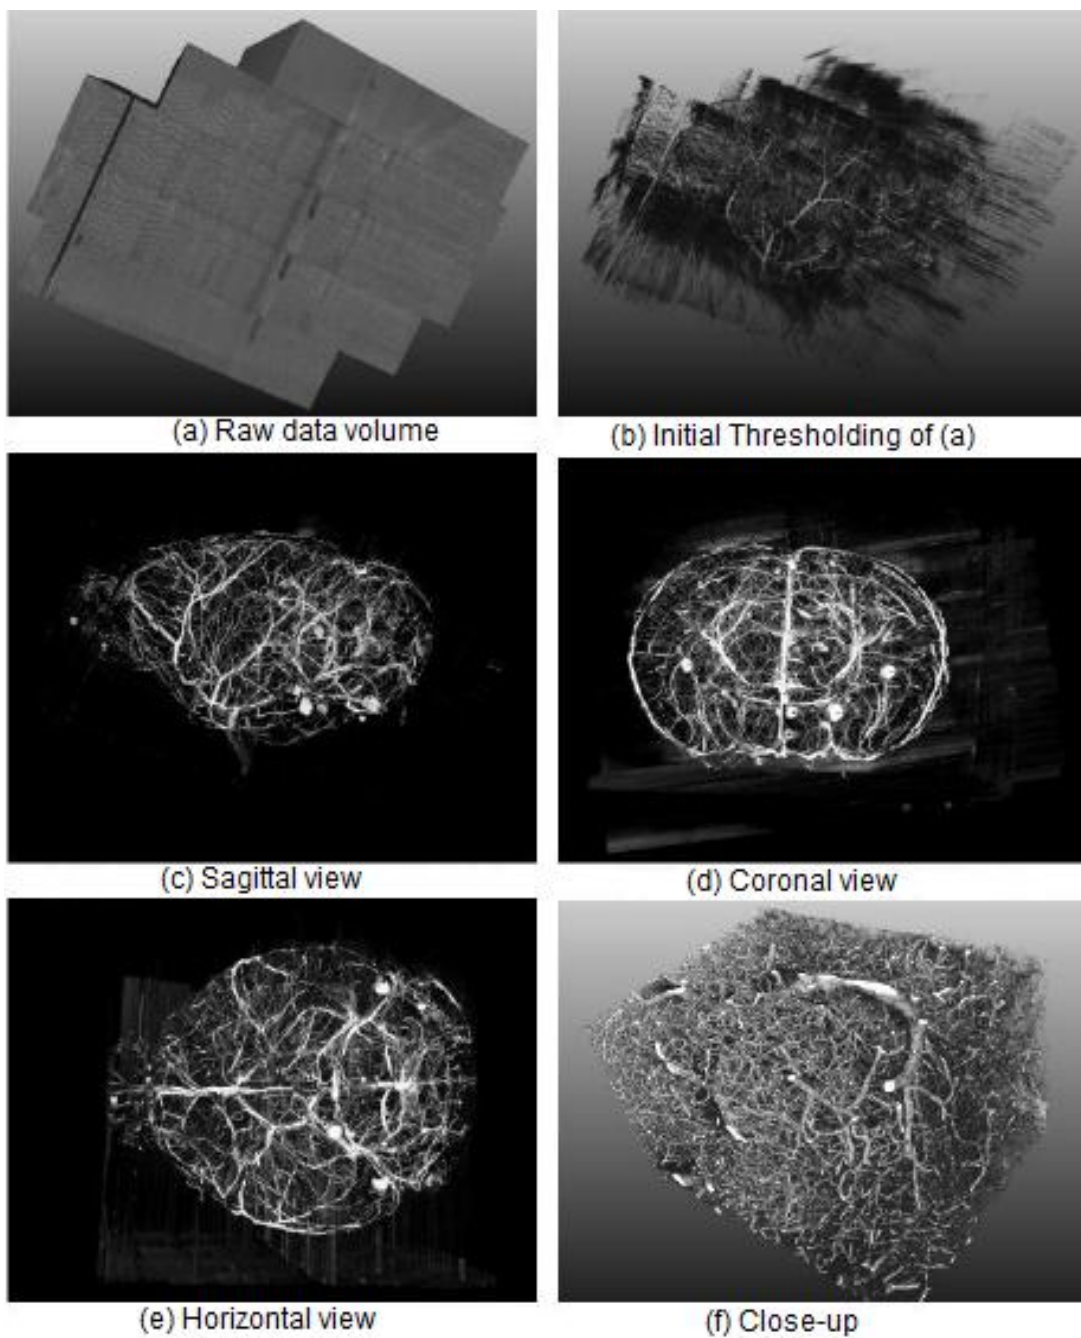 (a) Raw data volume
(b) Initial Thresholding of (a)
(c) Sagittal view
(d) Coronal view
(e) Horizontal view
(f) Close-up